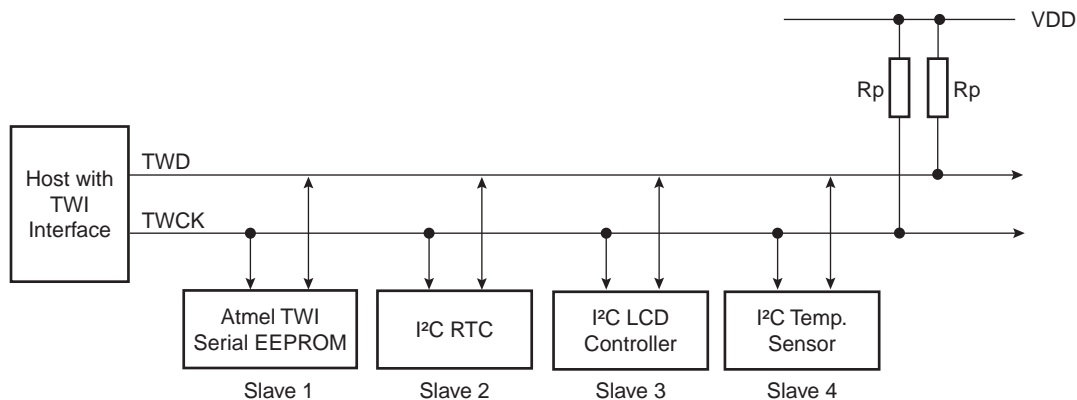 VDD
Rp
Rp
Host with
TWI
Interface
TWD
TWCK
Atmel TWI
Serial EEPROM
I²C RTC
I²C LCD
Controller
I²C Temp.
Sensor
Slave 1
Slave 2
Slave 3
Slave 4